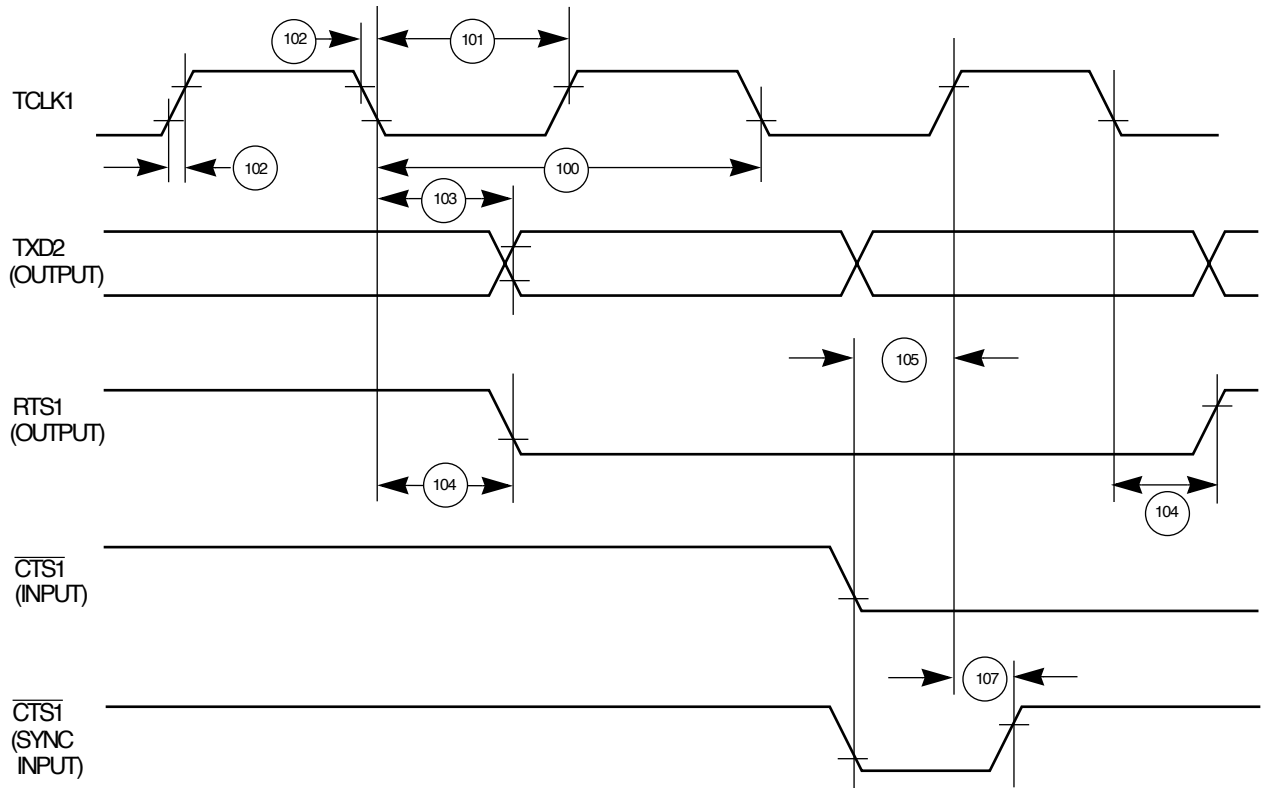 102
101
TCLK1
102
100
103
TXD2
(OUTPUT)
105
RTS1
(OUTPUT)
104
104
CTS1
(INPUT)
107
CTS1
(SYNC
INPUT)